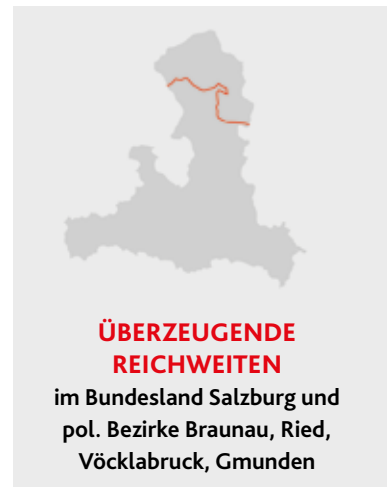 ÜBERZEUGENDE
REICHWEITEN
im Bundesland Salzburg und
pol. Bezirke Braunau, Ried,
Vöcklabruck, Gmunden